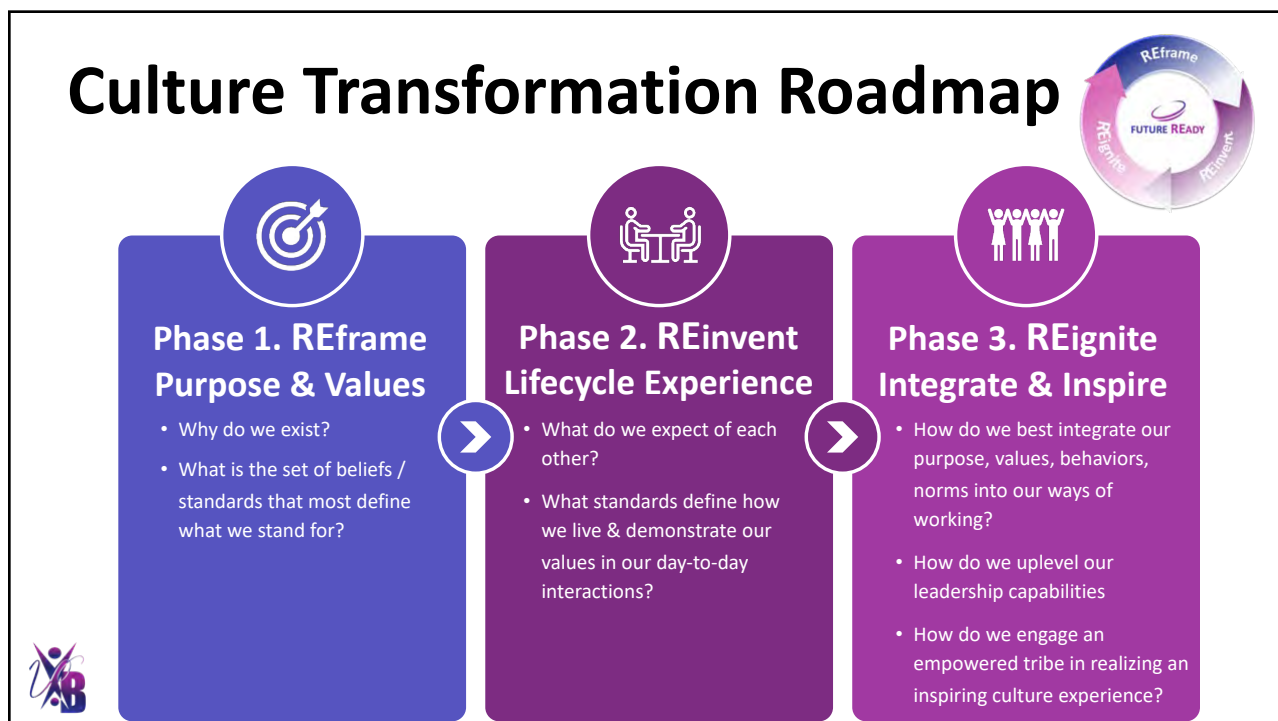 Culture Transformation Roadmap
REframe
REinvent
REignite
FUTURE READY
Phase 1. REframe
Purpose & Values
• Why do we exist?
• What is the set of beliefs /
standards that most define
what we stand for?
Phase 2. REinvent
Lifecycle Experience
• What do we expect of each
other?
• What standards define how
we live & demonstrate our
values in our day-to-day
interactions?
Phase 3. REignite
Integrate & Inspire
• How do we best integrate our
purpose, values, behaviors,
norms into our ways of
working?
• How do we uplevel our
leadership capabilities
• How do we engage an
empowered tribe in realizing an
inspiring culture experience?